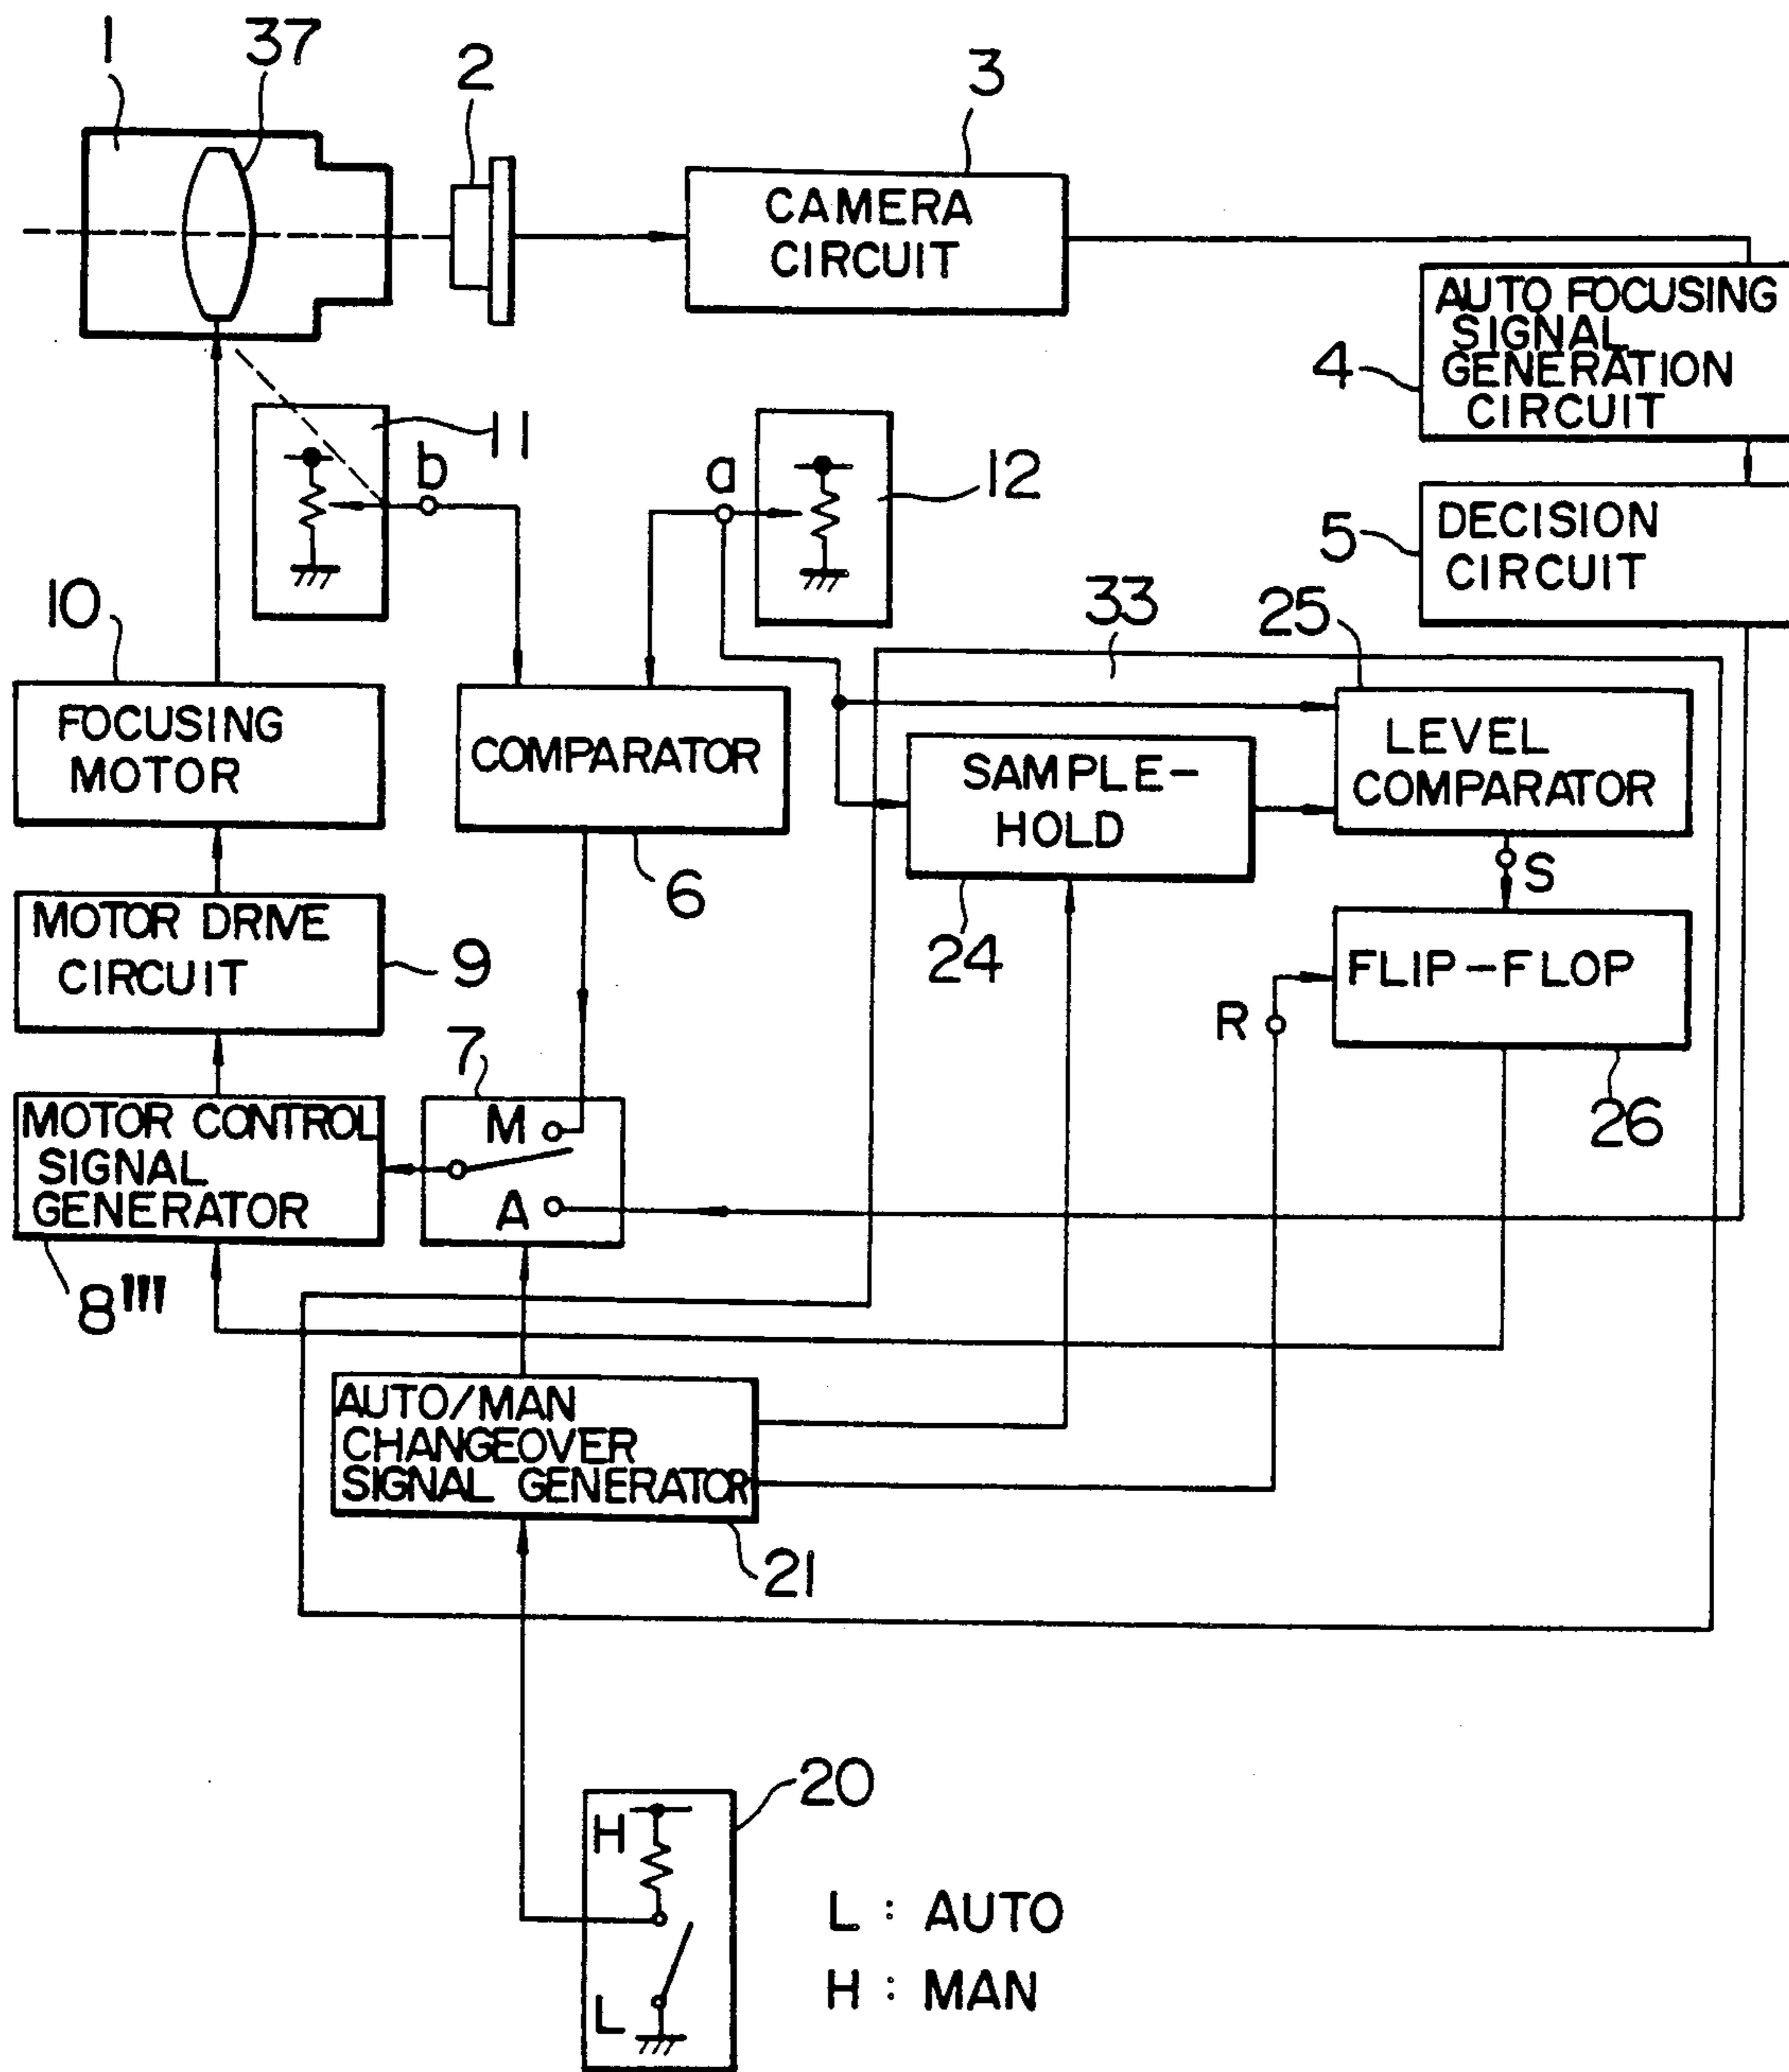 1
37
2
3
CAMERA
CIRCUIT
AUTO FOCUSING
SIGNAL
GENERATION
CIRCUIT
4
11
b
a
12
DECISION
CIRCUIT
5
10
33
25
FOCUSING
MOTOR
COMPARATOR
6
SAMPLE-
HOLD
24
LEVEL
COMPARATOR
S
MOTOR DRIVE
CIRCUIT
9
FLIP-FLOP
R
26
7
M
A
MOTOR CONTROL
SIGNAL
GENERATOR
8''''
AUTO/MAN
CHANGEOVER
SIGNAL GENERATOR
21
20
H
L
L : AUTO
H : MAN